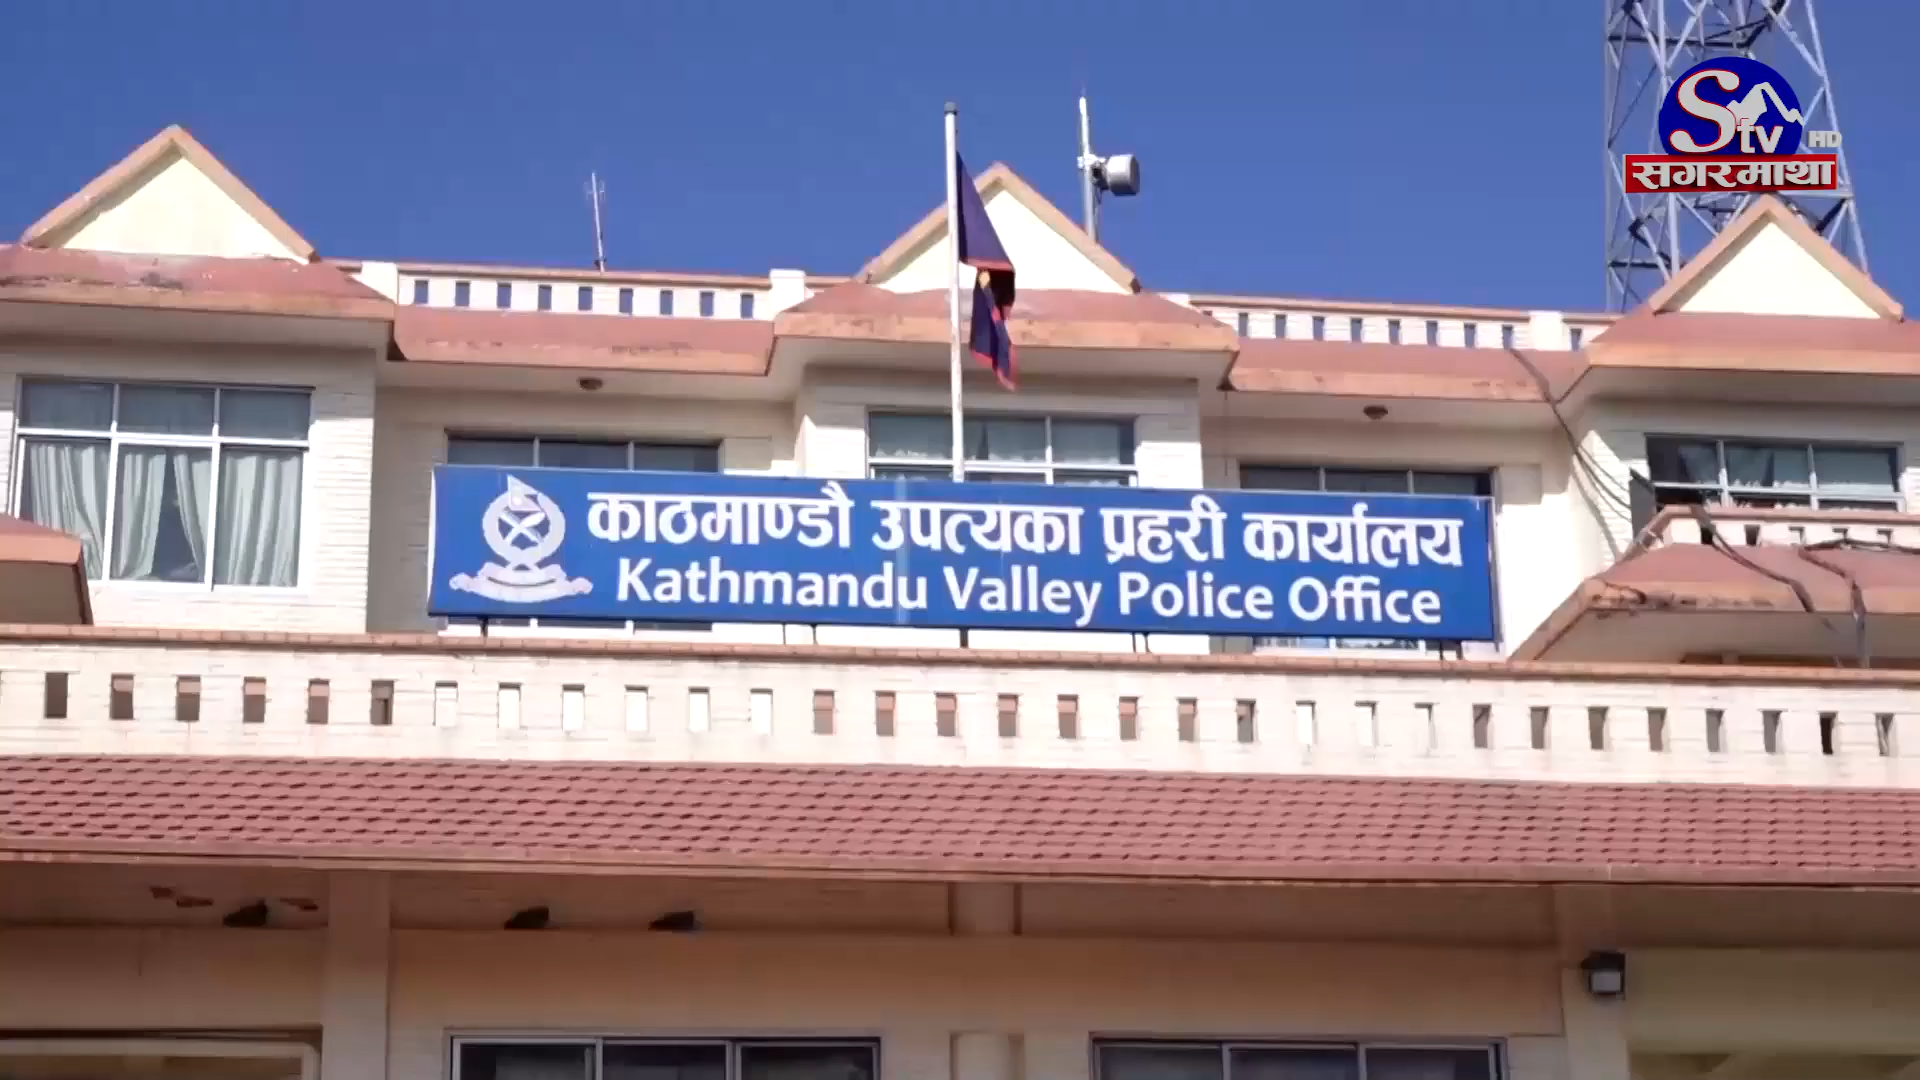 Stv HD
सगरमाथा
काठमाण्डौ उपत्यका प्रहरी कार्यालय
Kathmandu Valley Police Office